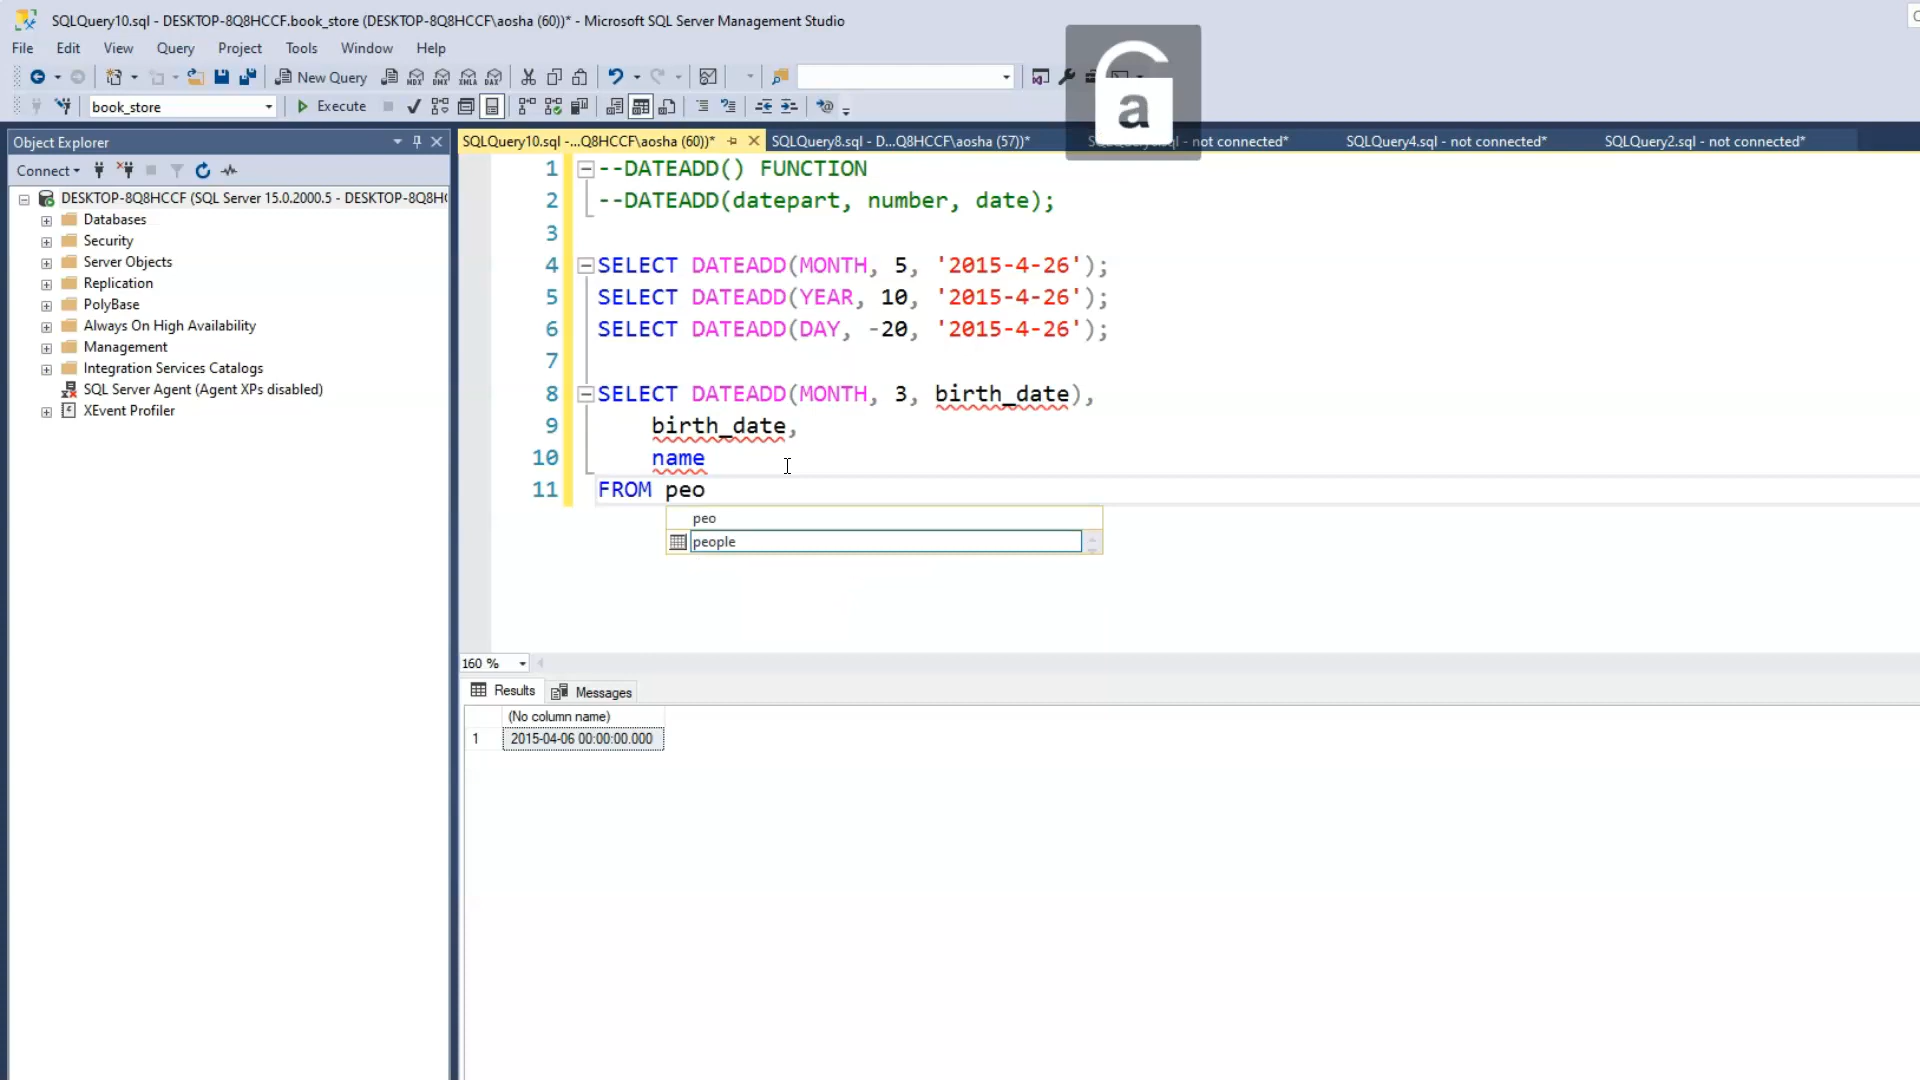 SQLQuery10.sql - DESKTOP-8Q8HCCF.book_store (DESKTOP-8Q8HCCF\aosha (60))* - Microsoft SQL Server Management Studio
File Edit View Query Project Tools Window Help
New Query MDX DMX XMLA DAX
book_store Execute
a
Object Explorer
SQLQuery10.sql -...Q8HCCF\aosha (60))* SQLQuery8.sql - D...Q8HCCF\aosha (57))* - not connected* SQLQuery4.sql - not connected* SQLQuery2.sql - not connected*
Connect
DESKTOP-8Q8HCCF (SQL Server 15.0.2000.5 - DESKTOP-8Q8H
Databases
Security
Server Objects
Replication
PolyBase
Always On High Availability
Management
Integration Services Catalogs
SQL Server Agent (Agent XPs disabled)
XEvent Profiler
1 --DATEADD() FUNCTION
2 --DATEADD(datepart, number, date);
3
4 SELECT DATEADD(MONTH, 5, '2015-4-26');
5 SELECT DATEADD(YEAR, 10, '2015-4-26');
6 SELECT DATEADD(DAY, -20, '2015-4-26');
7
8 SELECT DATEADD(MONTH, 3, birth_date),
9 birth_date,
10 name
11 FROM peo
peo
people
160 %
Results Messages
(No column name)
1 2015-04-06 00:00:00.000